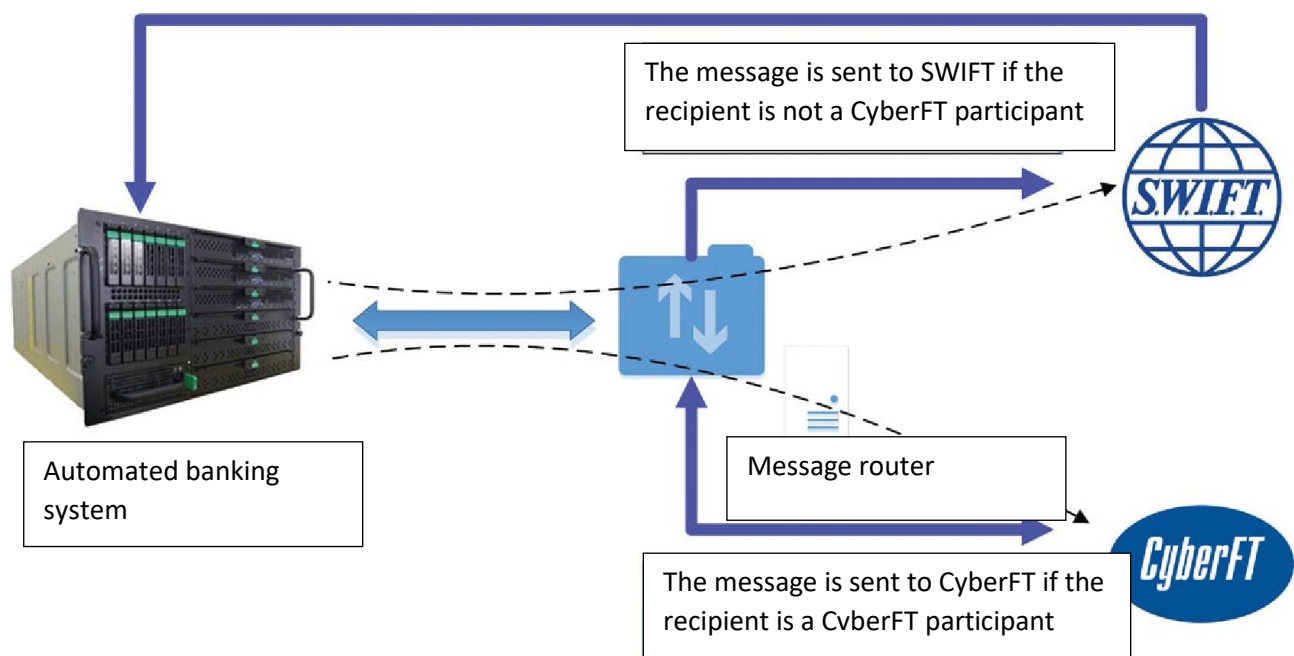 The message is sent to SWIFT if the
recipient is not a CyberFT participant
S.W.I.F.T.
Automated banking
system
Message router
CyberFT
The message is sent to CyberFT if the
recipient is a CvberFT participant